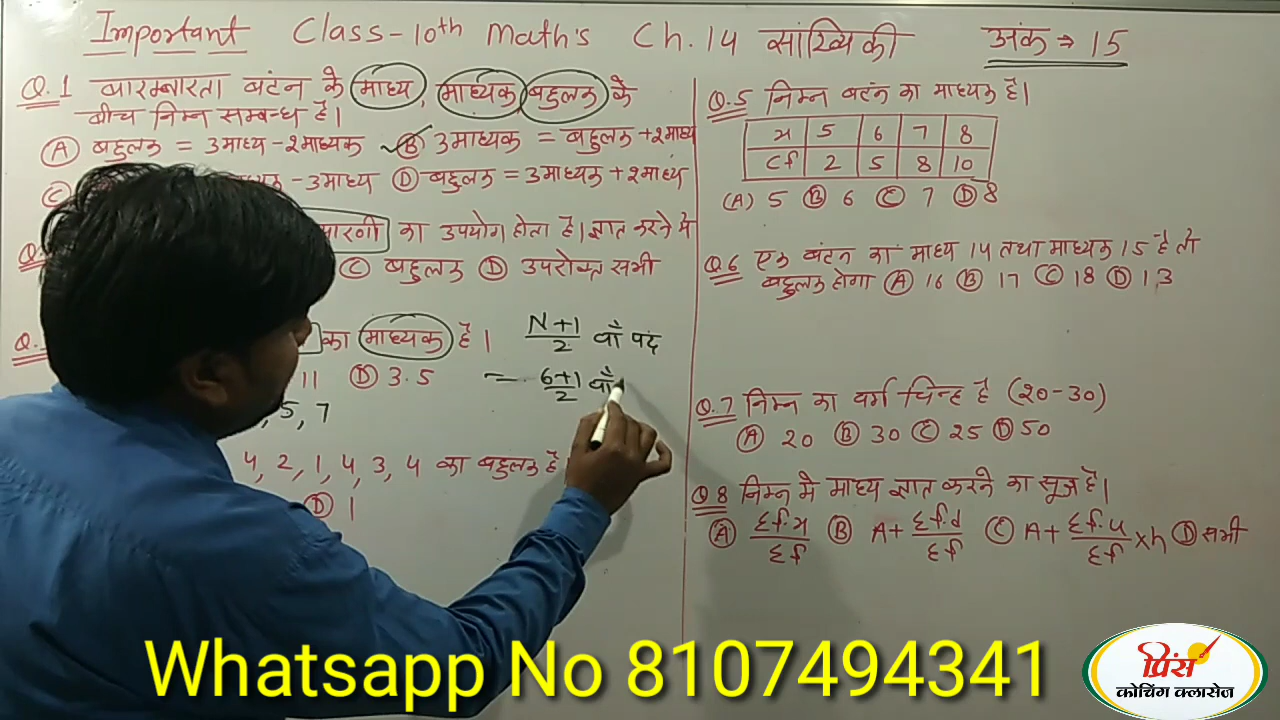 Important Class-10th Math's Ch.14 सांख्यिकी अंक ⇒ 15
Q.1 बारम्बारता बटंन के माध्य, माध्यक बहुलक के
बीच निम्न सम्बन्ध है।
(A) बहुलक = 3माध्य-2माध्यक (B) 3माध्यक = बहुलक+2माध्य
- 3माध्य (D) बहुलक = 3माध्यक+2माध्य
सारणी का उपयोग होता है। ज्ञात करने में
(C) बहुलक (D) उपरोक्त सभी
का माध्यक है।
11 (D) 3.5
, 5, 7
N+1/2 वाँ पद
= 6+1/2 वाँ
4, 2, 1, 4, 3, 4 का बहुलक है
(D) 1
Q.5 निम्न बटंन का माध्यक है।
x 5 6 7 8
Cf 2 5 8 10
(A) 5 (B) 6 (C) 7 (D) 8
Q.6 एक बंटन का माध्य 14 तथा माध्यक 15 है तो
बहुलक होगा (A) 16 (B) 17 (C) 18 (D) 13
Q.7 निम्न का वर्ग चिन्ह है (20-30)
(A) 20 (B) 30 (C) 25 (D) 50
Q.8 निम्न में माध्य ज्ञात करने का सूत्र है।
(A) Σf.x/Σf (B) A+Σf.d/Σf (C) A+Σf.u/Σf×h (D) सभी
Whatsapp No 8107494341
प्रिंस
कोचिंग क्लासेज